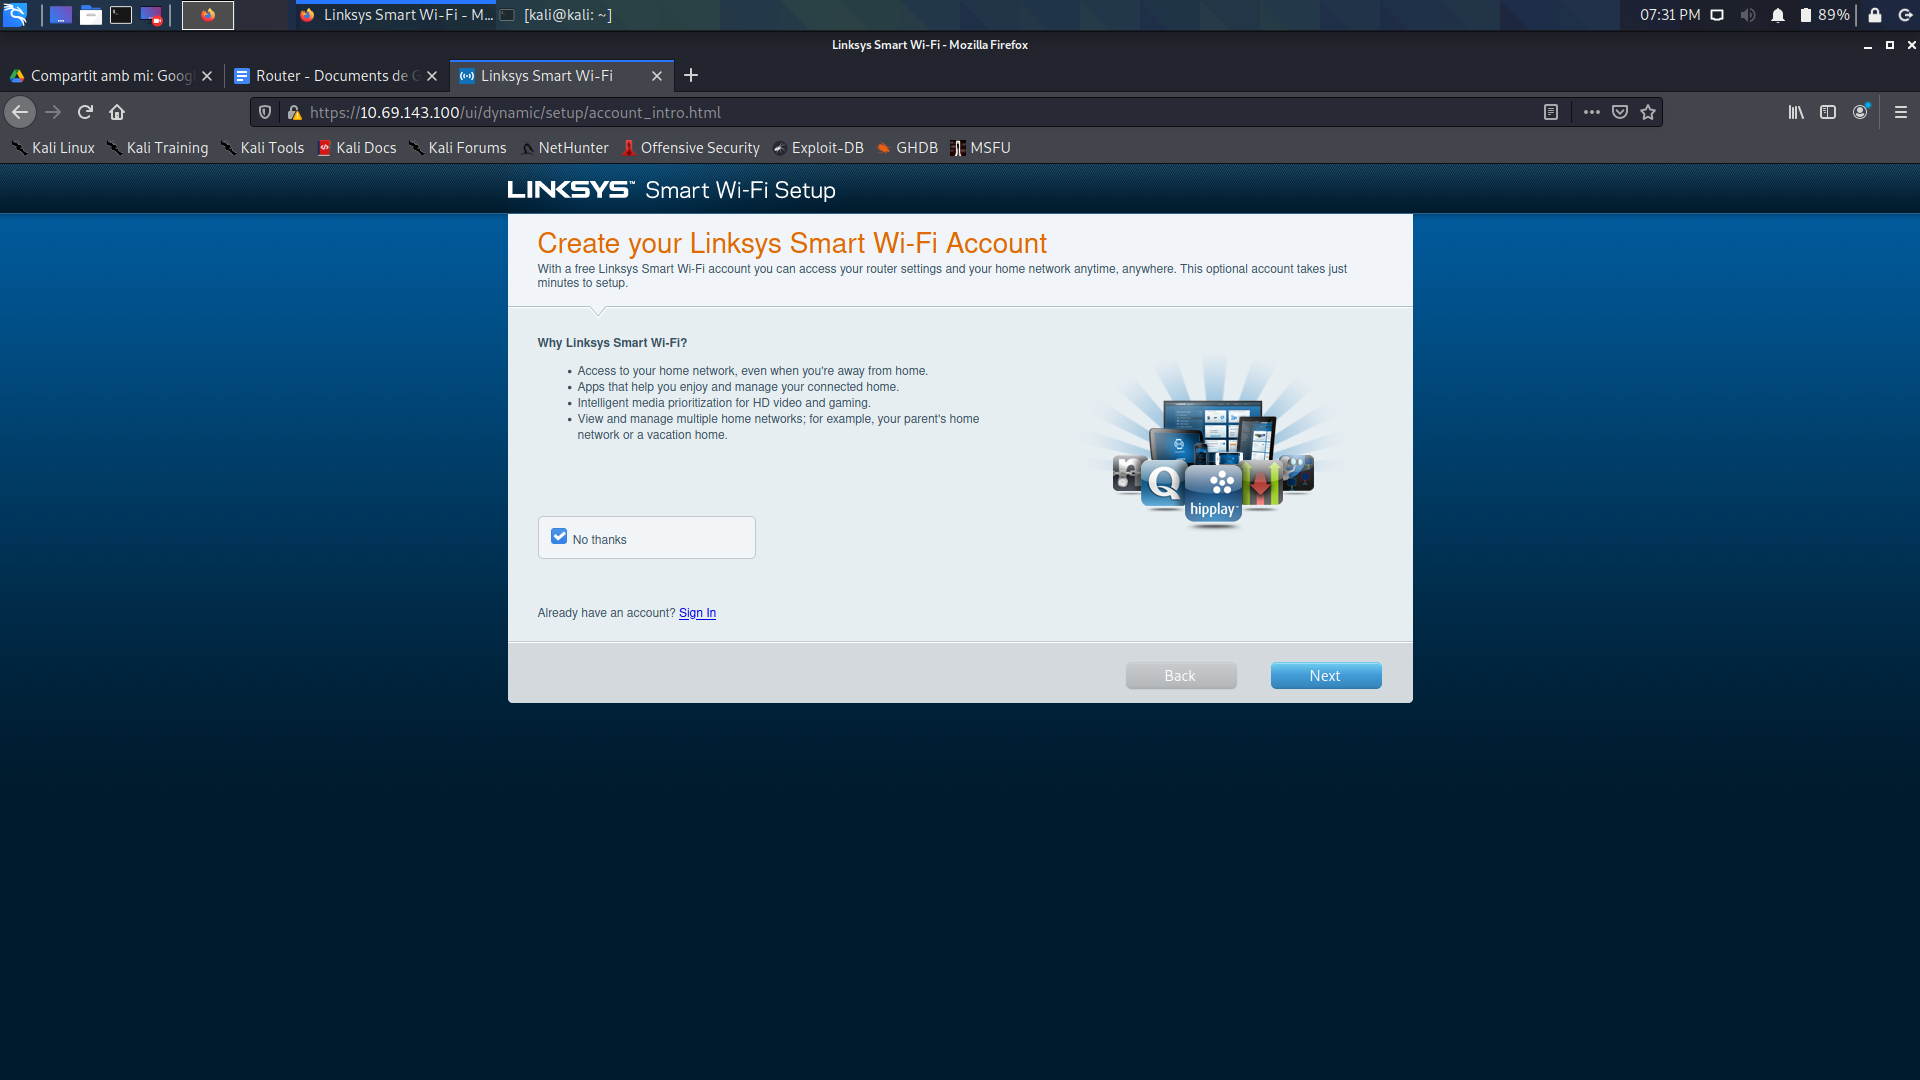 Linksys Smart Wi-Fi - M...
[kali@kali: ~]
07:31 PM
89%
Linksys Smart Wi-Fi - Mozilla Firefox
Compartit amb mi: Goog
Router - Documents de G
Linksys Smart Wi-Fi
https://10.69.143.100/ui/dynamic/setup/account_intro.html
Kali Linux
Kali Training
Kali Tools
Kali Docs
Kali Forums
NetHunter
Offensive Security
Exploit-DB
GHDB
MSFU
LINKSYS™ Smart Wi-Fi Setup
Create your Linksys Smart Wi-Fi Account
With a free Linksys Smart Wi-Fi account you can access your router settings and your home network anytime, anywhere. This optional account takes just
minutes to setup.
Why Linksys Smart Wi-Fi?
• Access to your home network, even when you're away from home.
• Apps that help you enjoy and manage your connected home.
• Intelligent media prioritization for HD video and gaming.
• View and manage multiple home networks; for example, your parent's home
network or a vacation home.
n
Q
hipplay
No thanks
Already have an account? Sign In
Back
Next